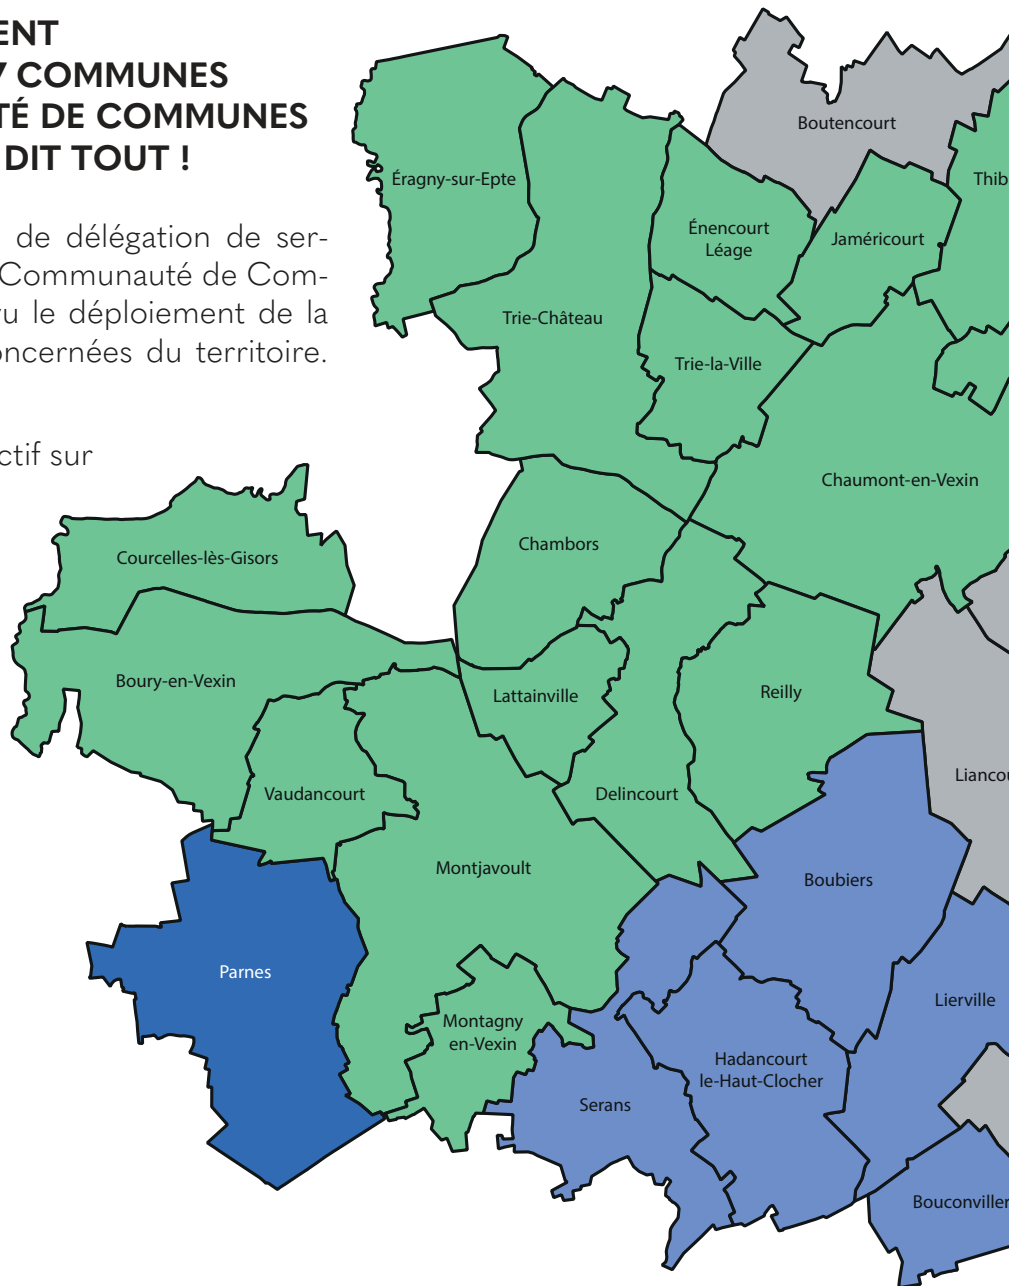 ENT
7 COMMUNES
TÉ DE COMMUNES
DIT TOUT !
de délégation de ser-
Communauté de Com-
u le déploiement de la
oncernées du territoire.
ctif sur
Boutencourt
Éragny-sur-Epte
Thib
Énencourt
Léage
Jaméricourt
Trie-Château
Trie-la-Ville
Chaumont-en-Vexin
Chambors
Courcelles-lès-Gisors
Boury-en-Vexin
Lattainville
Reilly
Liancou
Vaudancourt
Delincourt
Montjavoult
Boubiers
Parnes
Lierville
Montagny
en-Vexin
Hadancourt
le-Haut-Clocher
Serans
Bouconviller